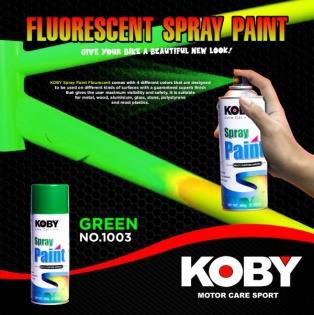 FLUORESCENT SPRAY PAINT
GIVE YOUR BIKE A BEAUTIFUL NEW LOOK!
KOBY Spray Paint Flourscent comes with 4 different colors that are designed
to be used on different kinds of surfaces with a guaranteed superb finish
that gives the user maximum visibility and safety. It is suitable
for metal, wood, aluminium, glass, stone, polystyrene
and most plastics.
KOBY
Spray
Paint
GREEN
NO.1003
KOBY
Spray
Paint
KOBY
MOTOR CARE SPORT